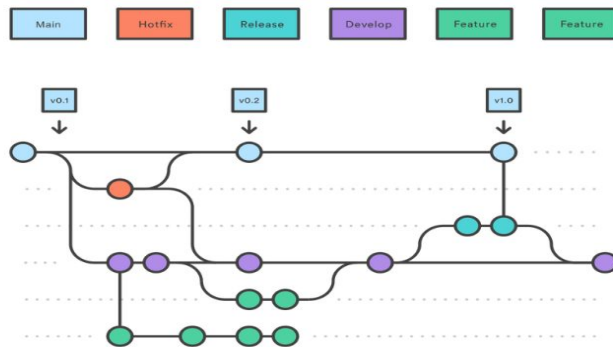 Main
Hotfix
Release
Develop
Feature
Feature
v0.1
v0.2
v1.0